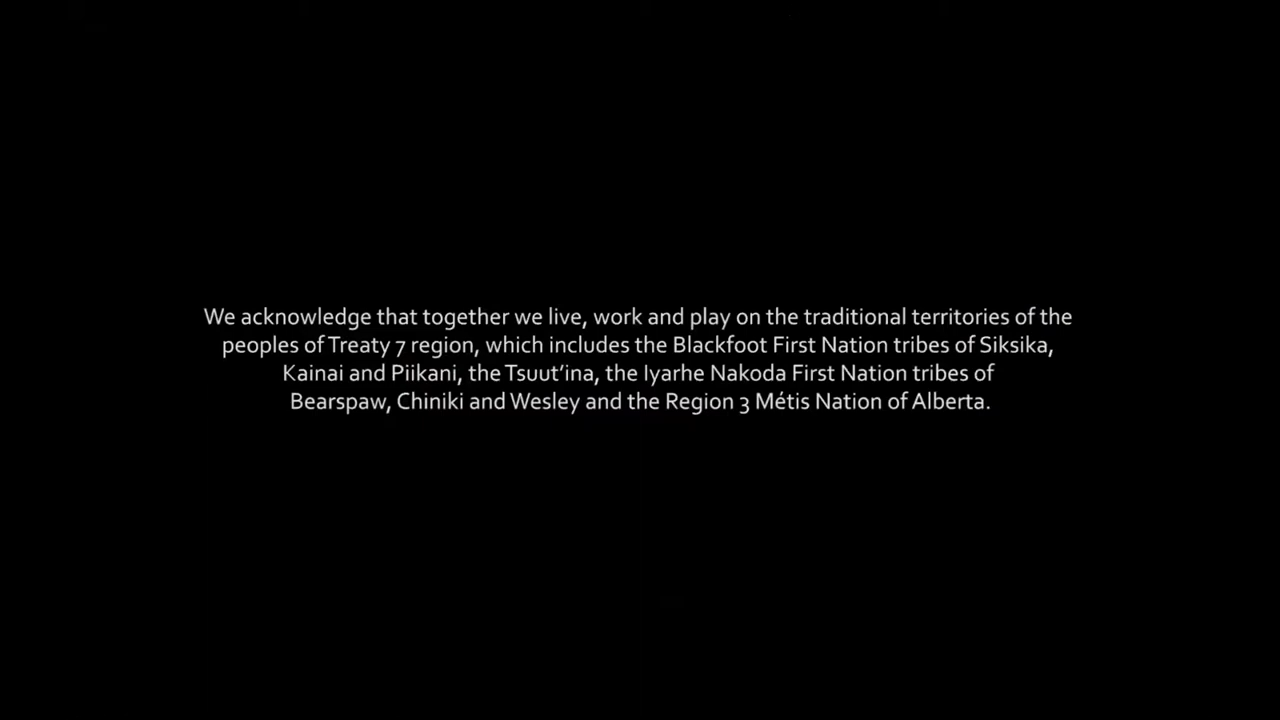 We acknowledge that together we live, work and play on the traditional territories of the
peoples of Treaty 7 region, which includes the Blackfoot First Nation tribes of Siksika,
Kainai and Piikani, the Tsuut’ina, the Iyarhe Nakoda First Nation tribes of
Bearspaw, Chiniki and Wesley and the Region 3 Métis Nation of Alberta.